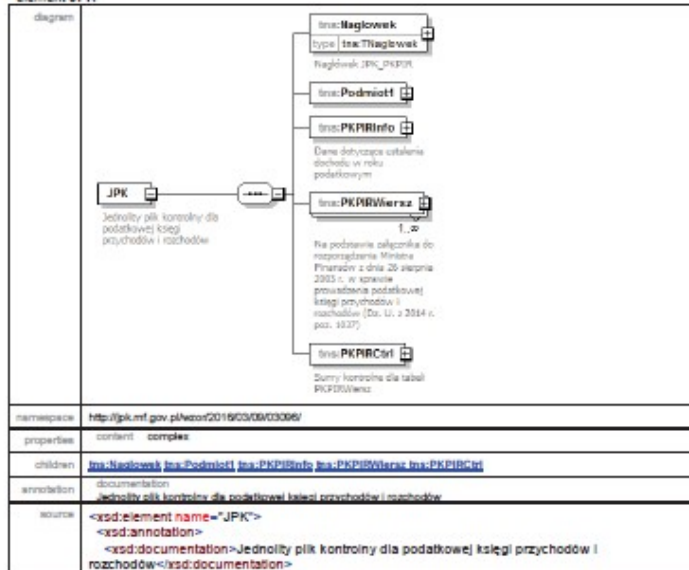 diagram
tns:Naglowek
type tns:TNaglowek
Nagłówek JPK_PKPIR
tns:Podmiot1
tns:PKPIRInfo
Dane dotyczące ustalenia
dochodu w roku
podatkowym
JPK
Jednolity plik kontrolny dla
podatkowej księgi
przychodów i rozchodów
tns:PKPIRWiersz
1..∞
Na podstawie załącznika do
rozporządzenia Ministra
Finansów z dnia 26 sierpnia
2003 r. w sprawie
prowadzenia podatkowej
księgi przychodów i
rozchodów (Dz. U. z 2014 r.
poz. 1037)
tns:PKPIRCtrl
Sumy kontrolne dla tabeli
PKPIRWiersz
namespace http://jpk.mf.gov.pl/wzor/2016/03/09/03096/
properties content complex
children tns:Naglowek tns:Podmiot1 tns:PKPIRInfo tns:PKPIRWiersz tns:PKPIRCtrl
annotation documentation
Jednolity plik kontrolny dla podatkowej księgi przychodów i rozchodów
source <xsd:element name="JPK">
<xsd:annotation>
<xsd:documentation>Jednolity plik kontrolny dla podatkowej księgi przychodów i
rozchodów</xsd:documentation>